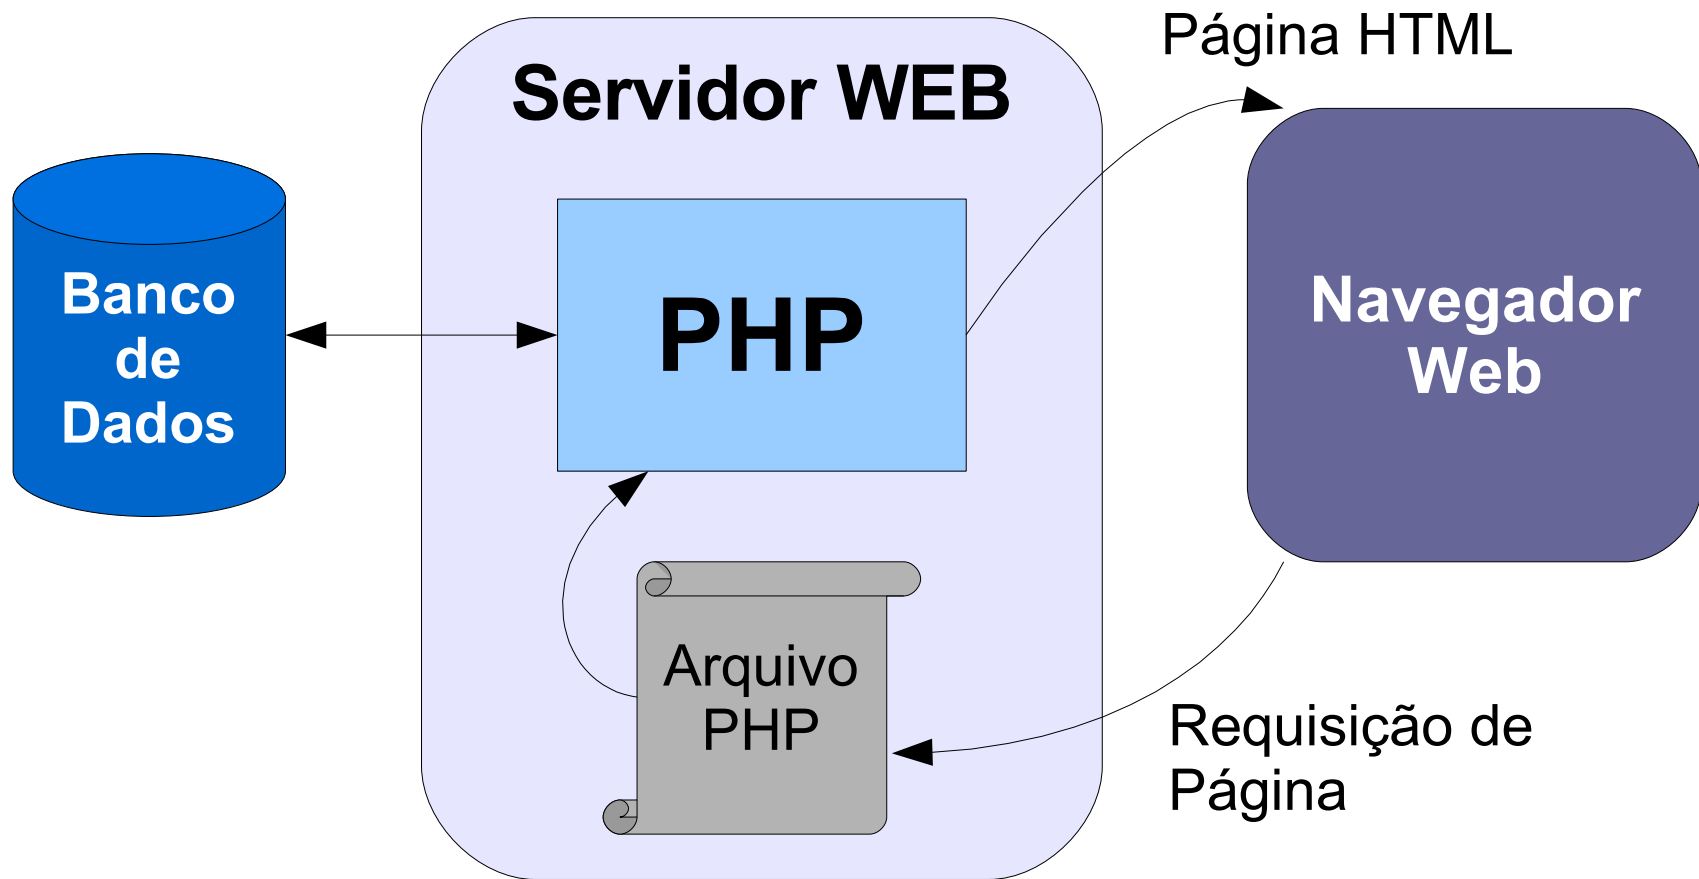 Página HTML
Servidor WEB
Banco
de
Dados
PHP
Navegador
Web
Arquivo
PHP
Requisição de
Página